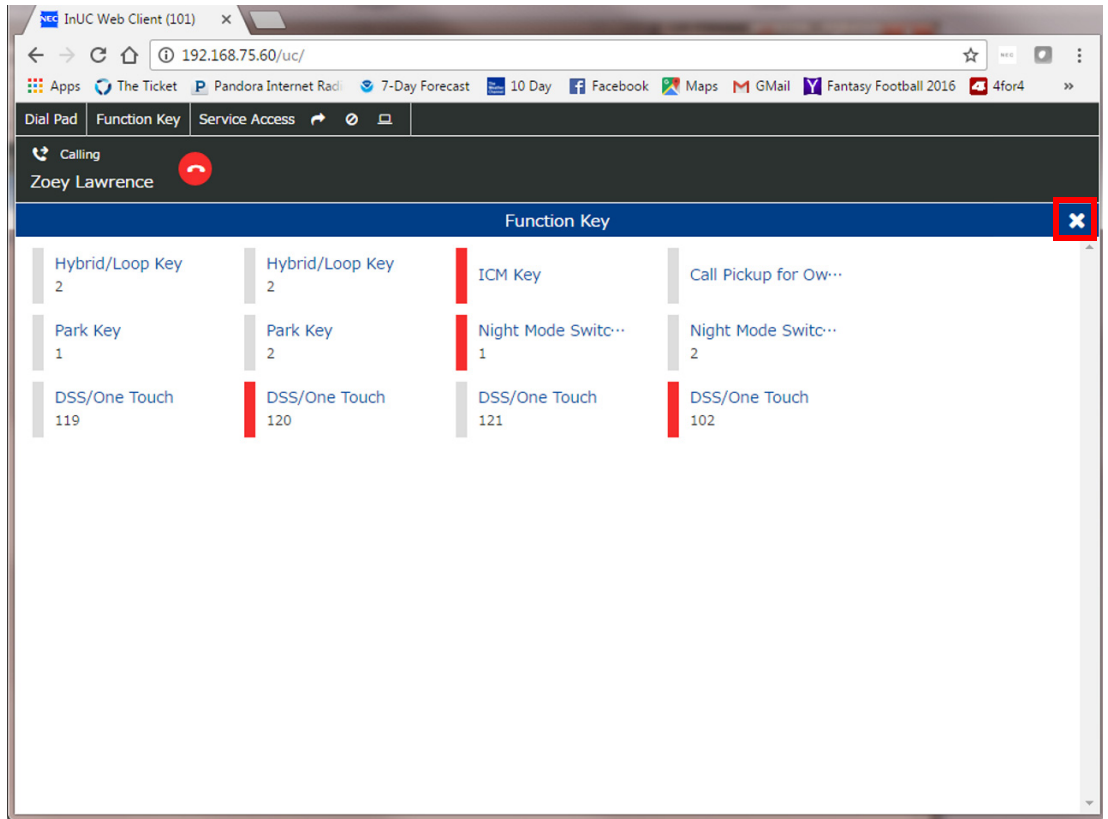 NEC InUC Web Client (101)
192.168.75.60/uc/
NEC
Apps The Ticket P Pandora Internet Radi 7-Day Forecast 10 Day Facebook Maps GMail Fantasy Football 2016 4for4 »
Dial Pad Function Key Service Access
Calling
Zoey Lawrence
Function Key
Hybrid/Loop Key Hybrid/Loop Key ICM Key Call Pickup for Ow···
2 2
Park Key Park Key Night Mode Switc··· Night Mode Switc···
1 2 1 2
DSS/One Touch DSS/One Touch DSS/One Touch DSS/One Touch
119 120 121 102